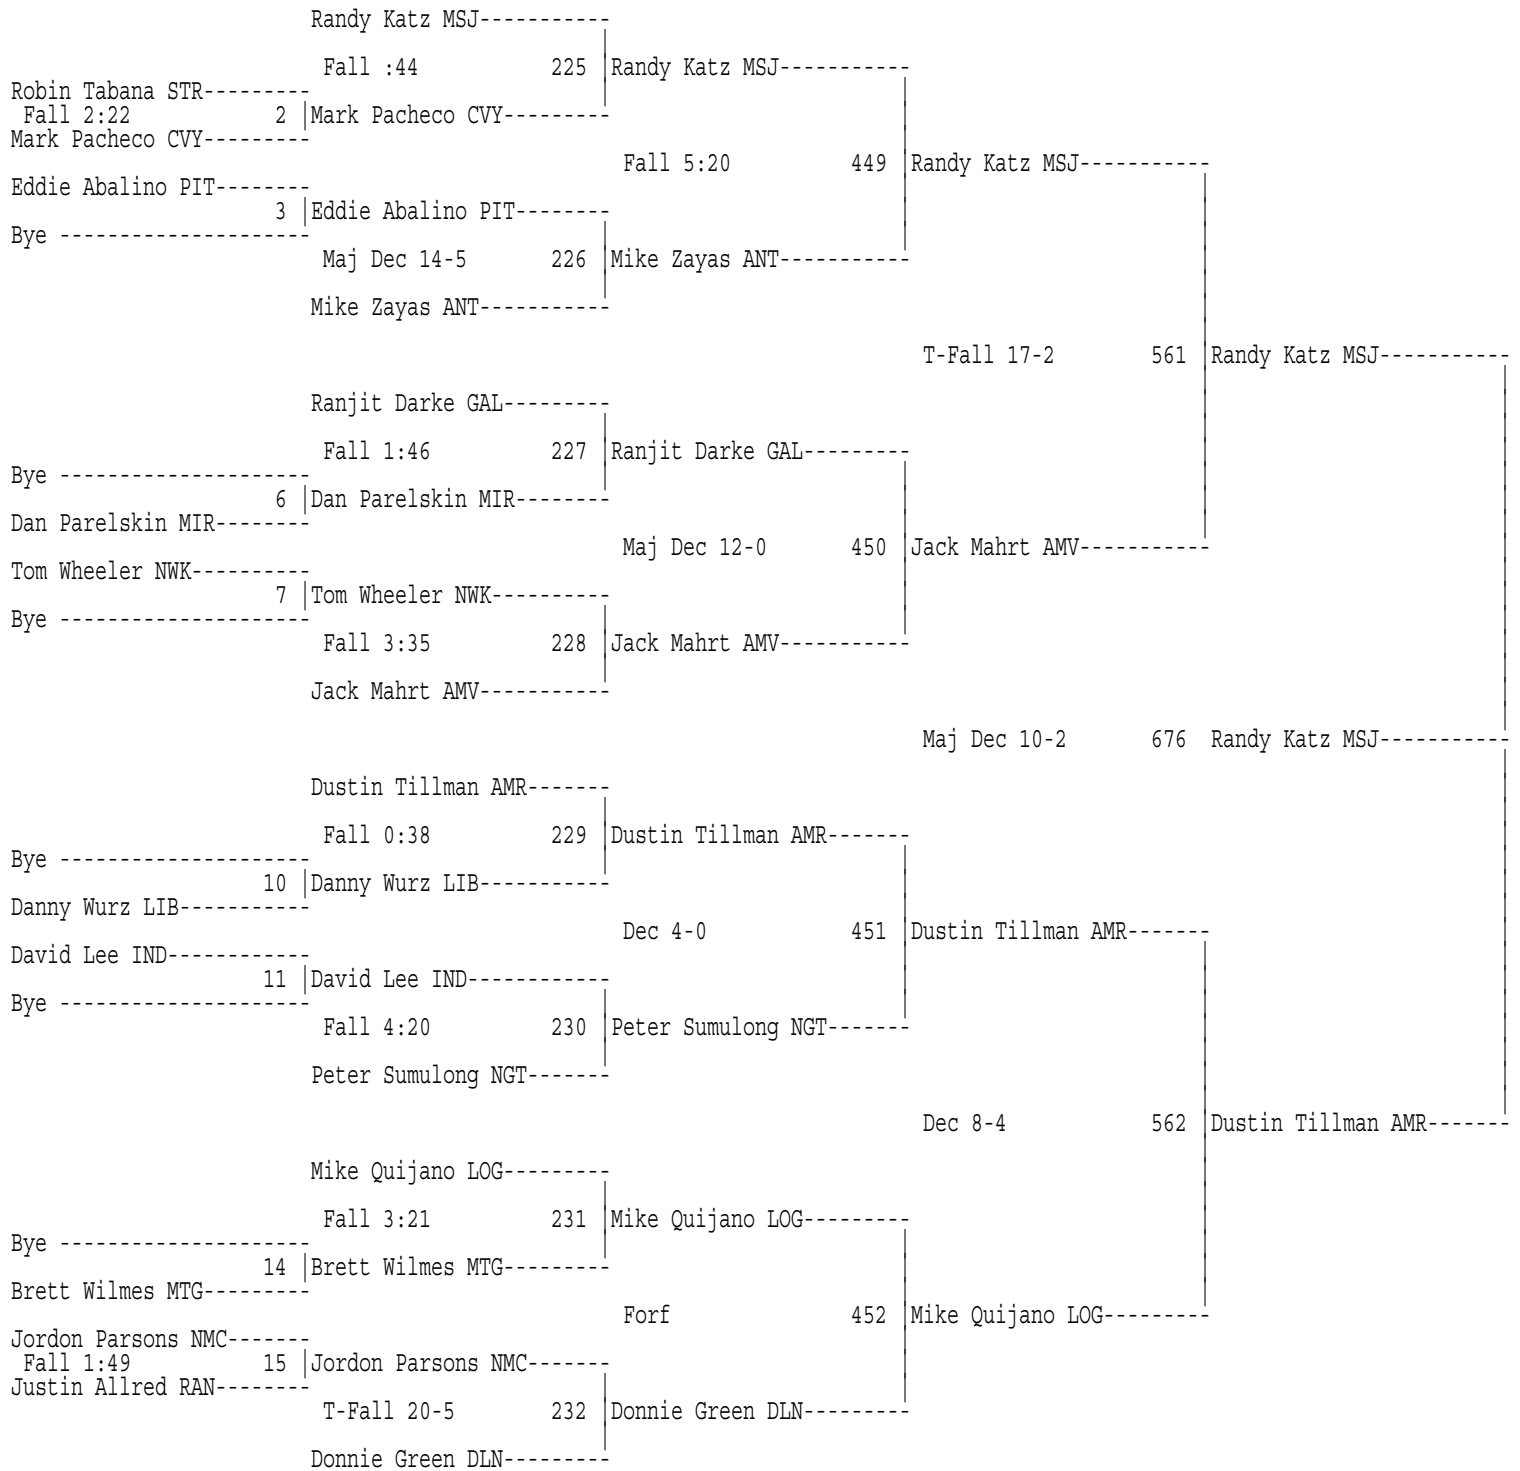 Randy Katz MSJ-----------
Fall :44 225 Randy Katz MSJ-----------
Robin Tabana STR---------
Fall 2:22 2 |Mark Pacheco CVY---------
Mark Pacheco CVY---------
Fall 5:20 449 Randy Katz MSJ-----------
Eddie Abalino PIT--------
3 |Eddie Abalino PIT--------
Bye ---------------------
Maj Dec 14-5 226 Mike Zayas ANT-----------
Mike Zayas ANT-----------
T-Fall 17-2 561 Randy Katz MSJ-----------
Ranjit Darke GAL---------
Fall 1:46 227 Ranjit Darke GAL---------
Bye ---------------------
6 |Dan Parelskin MIR--------
Dan Parelskin MIR--------
Maj Dec 12-0 450 Jack Mahrt AMV-----------
Tom Wheeler NWK----------
7 |Tom Wheeler NWK----------
Bye ---------------------
Fall 3:35 228 Jack Mahrt AMV-----------
Jack Mahrt AMV-----------
Maj Dec 10-2 676 Randy Katz MSJ-----------
Dustin Tillman AMR-------
Fall 0:38 229 Dustin Tillman AMR-------
Bye ---------------------
10 |Danny Wurz LIB-----------
Danny Wurz LIB-----------
Dec 4-0 451 Dustin Tillman AMR-------
David Lee IND------------
11 |David Lee IND------------
Bye ---------------------
Fall 4:20 230 Peter Sumulong NGT-------
Peter Sumulong NGT-------
Dec 8-4 562 Dustin Tillman AMR-------
Mike Quijano LOG---------
Fall 3:21 231 Mike Quijano LOG---------
Bye ---------------------
14 |Brett Wilmes MTG---------
Brett Wilmes MTG---------
Forf 452 Mike Quijano LOG---------
Jordon Parsons NMC-------
Fall 1:49 15 |Jordon Parsons NMC-------
Justin Allred RAN--------
T-Fall 20-5 232 Donnie Green DLN---------
Donnie Green DLN---------